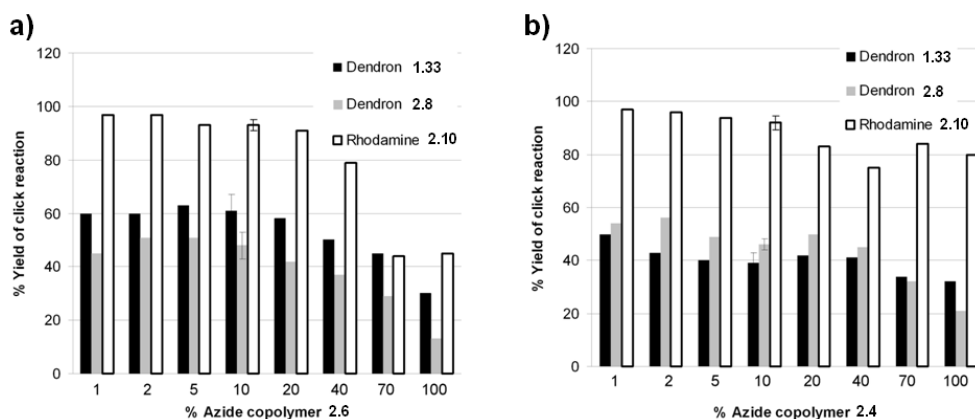 a)
120
100
80
60
40
20
0
% Yield of click reaction
Dendron 1.33
Dendron 2.8
Rhodamine 2.10
1 2 5 10 20 40 70 100
% Azide copolymer 2.6
b)
120
100
80
60
40
20
0
% Yield of click reaction
Dendron 1.33
Dendron 2.8
Rhodamine 2.10
1 2 5 10 20 40 70 100
% Azide copolymer 2.4